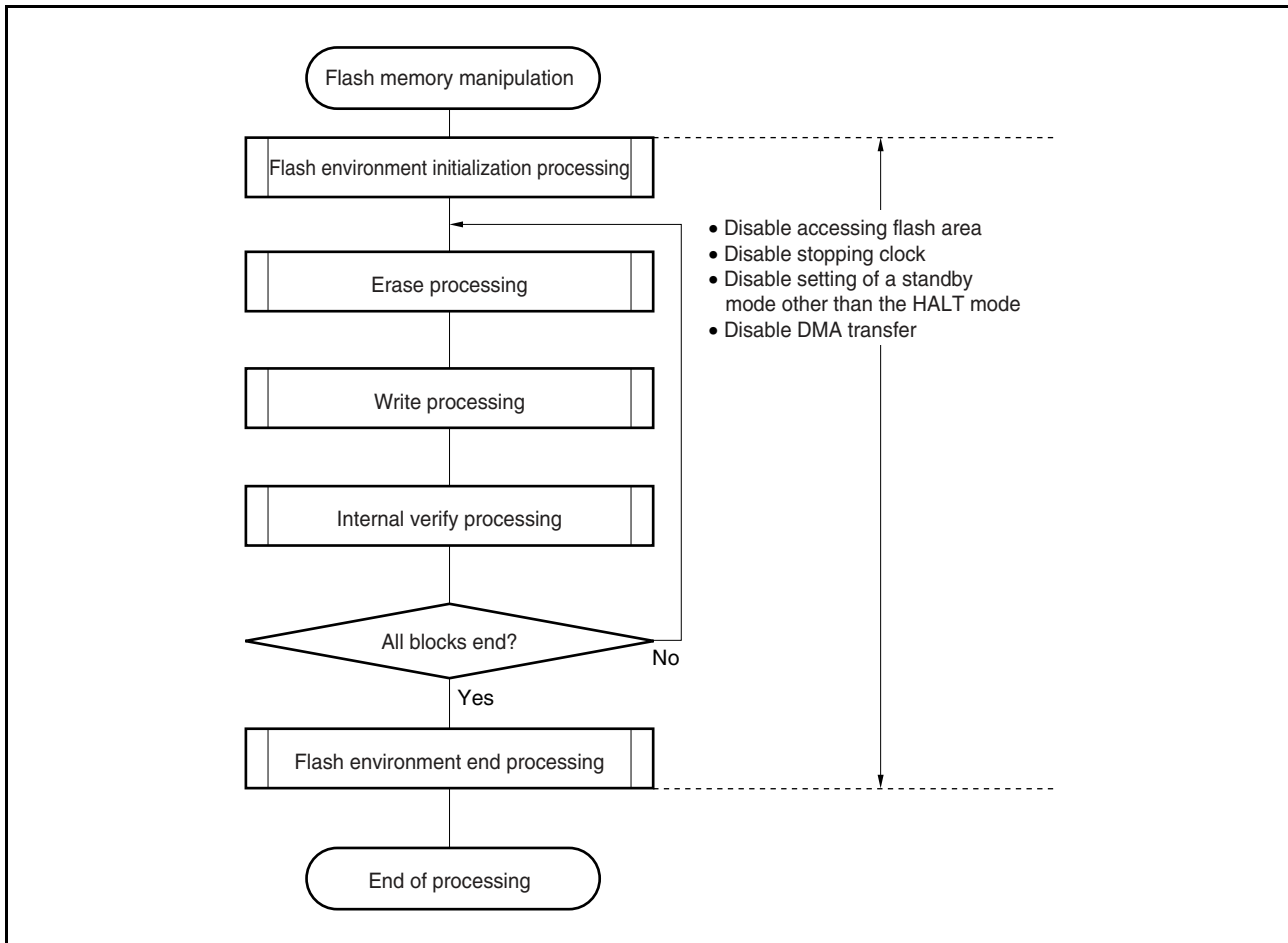 Flash memory manipulation
Flash environment initialization processing
● Disable accessing flash area
● Disable stopping clock
● Disable setting of a standby
mode other than the HALT mode
● Disable DMA transfer
Erase processing
Write processing
Internal verify processing
All blocks end?
No
Yes
Flash environment end processing
End of processing